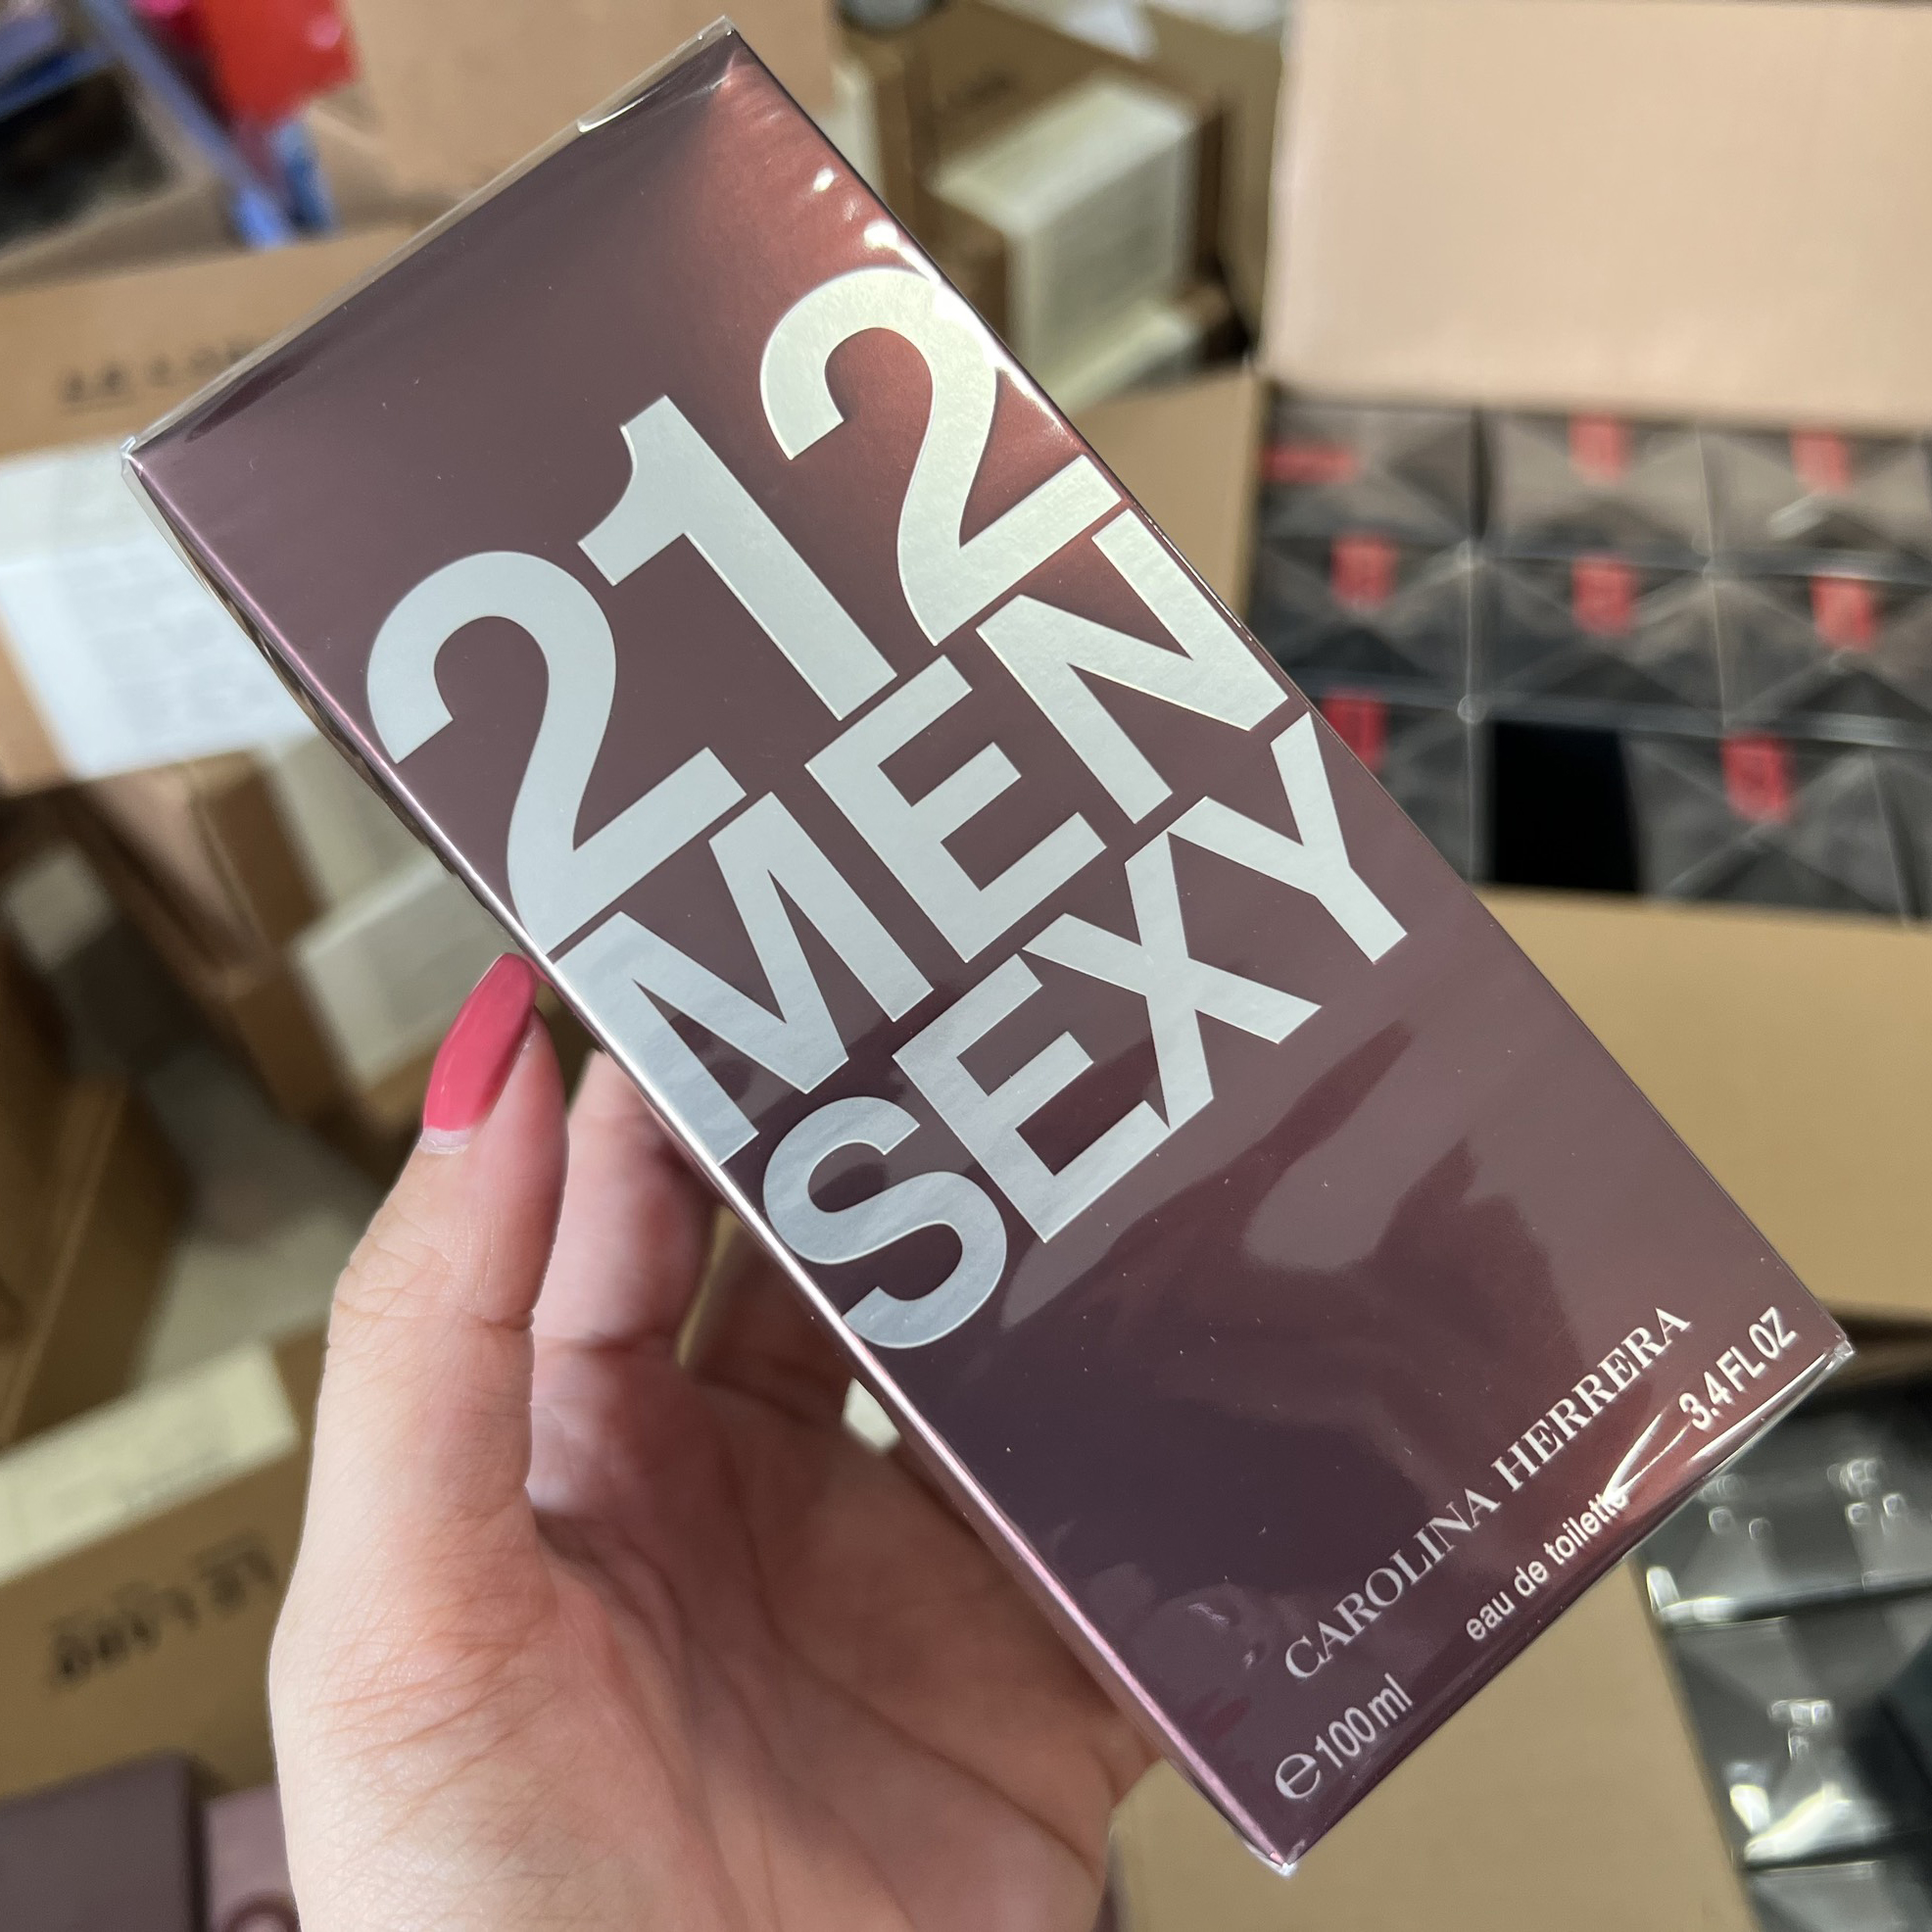 212
MEN
SEXY
CAROLINA HERRERA
eau de toilette
℮100ml
3.4 FL OZ